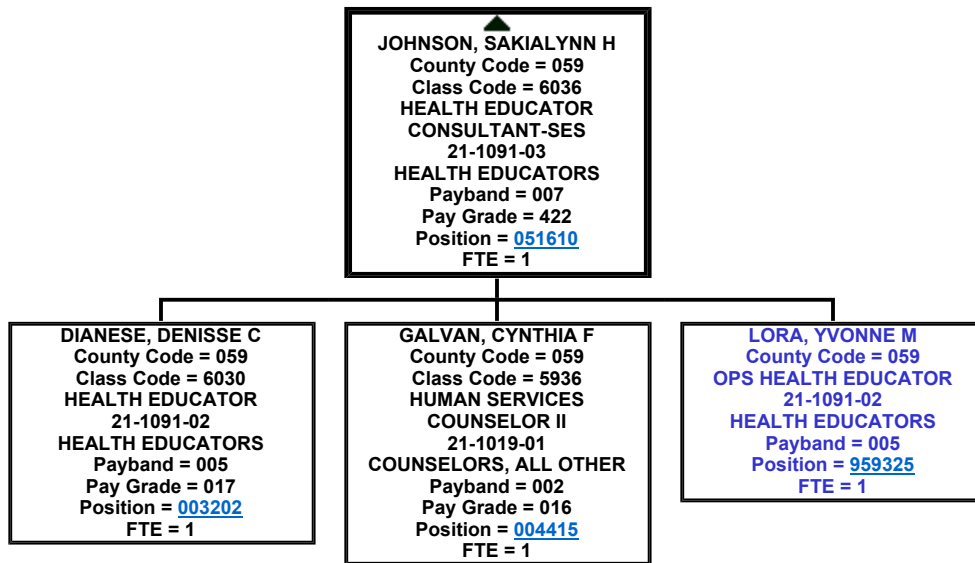 JOHNSON, SAKIALYNN H
County Code = 059
Class Code = 6036
HEALTH EDUCATOR
CONSULTANT-SES
21-1091-03
HEALTH EDUCATORS
Payband = 007
Pay Grade = 422
Position = 051610
FTE = 1
DIANESE, DENISSE C
County Code = 059
Class Code = 6030
HEALTH EDUCATOR
21-1091-02
HEALTH EDUCATORS
Payband = 005
Pay Grade = 017
Position = 003202
FTE = 1
GALVAN, CYNTHIA F
County Code = 059
Class Code = 5936
HUMAN SERVICES
COUNSELOR II
21-1019-01
COUNSELORS, ALL OTHER
Payband = 002
Pay Grade = 016
Position = 004415
FTE = 1
LORA, YVONNE M
County Code = 059
OPS HEALTH EDUCATOR
21-1091-02
HEALTH EDUCATORS
Payband = 005
Position = 959325
FTE = 1